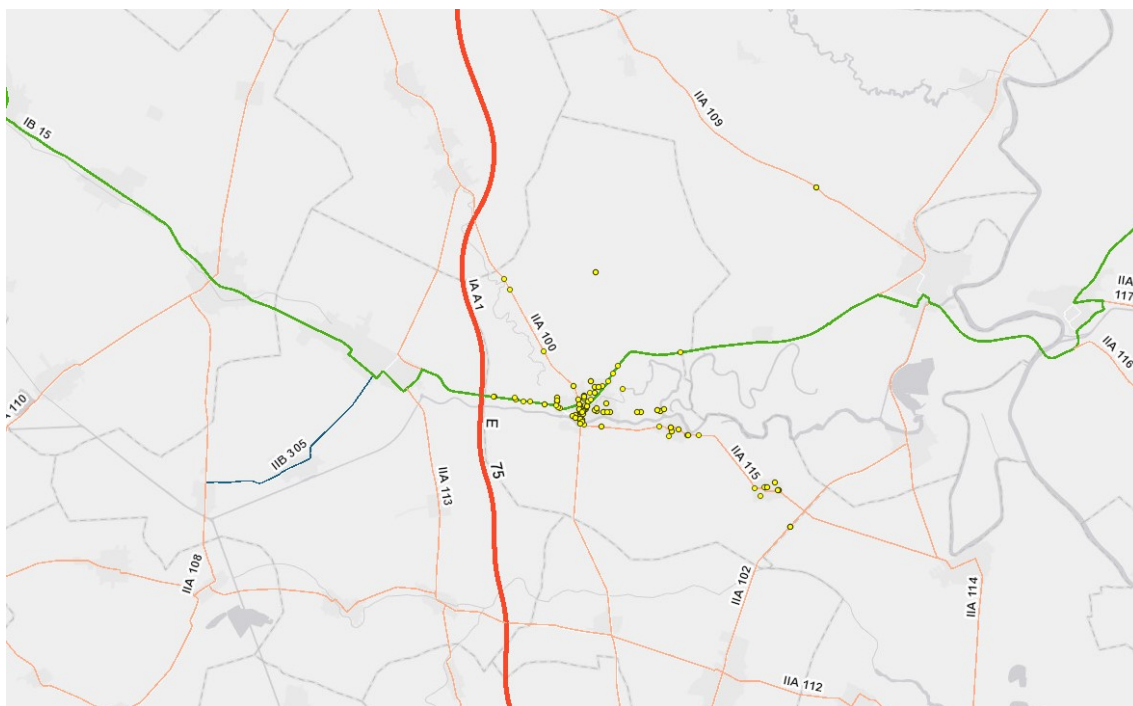 IB 15
IIA 109
IA A1
IIA 100
IIA
117
IIA 116
IIA 110
IIB 305
E
75
IIA 113
IIA 115
IIA 108
IIA 102
IIA 114
IIA 112